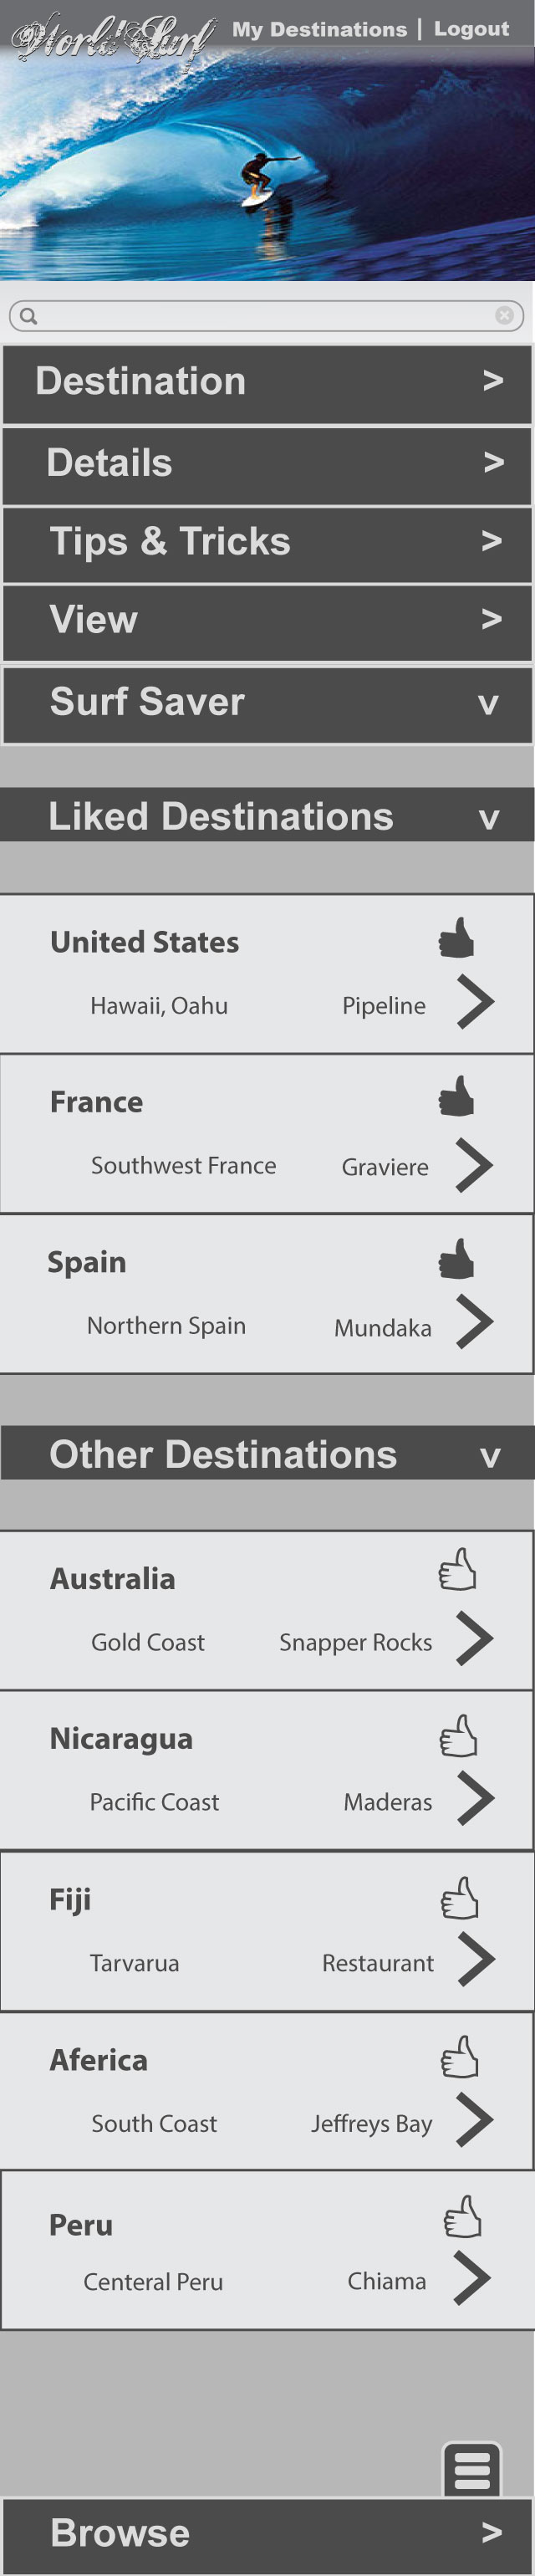 World Surf
My Destinations | Logout
Destination >
Details >
Tips & Tricks >
View >
Surf Saver v
Liked Destinations v
United States
Hawaii, Oahu Pipeline
France
Southwest France Graviere
Spain
Northern Spain Mundaka
Other Destinations v
Australia
Gold Coast Snapper Rocks
Nicaragua
Pacific Coast Maderas
Fiji
Tarvarua Restaurant
Aferica
South Coast Jeffreys Bay
Peru
Centeral Peru Chiama
Browse >